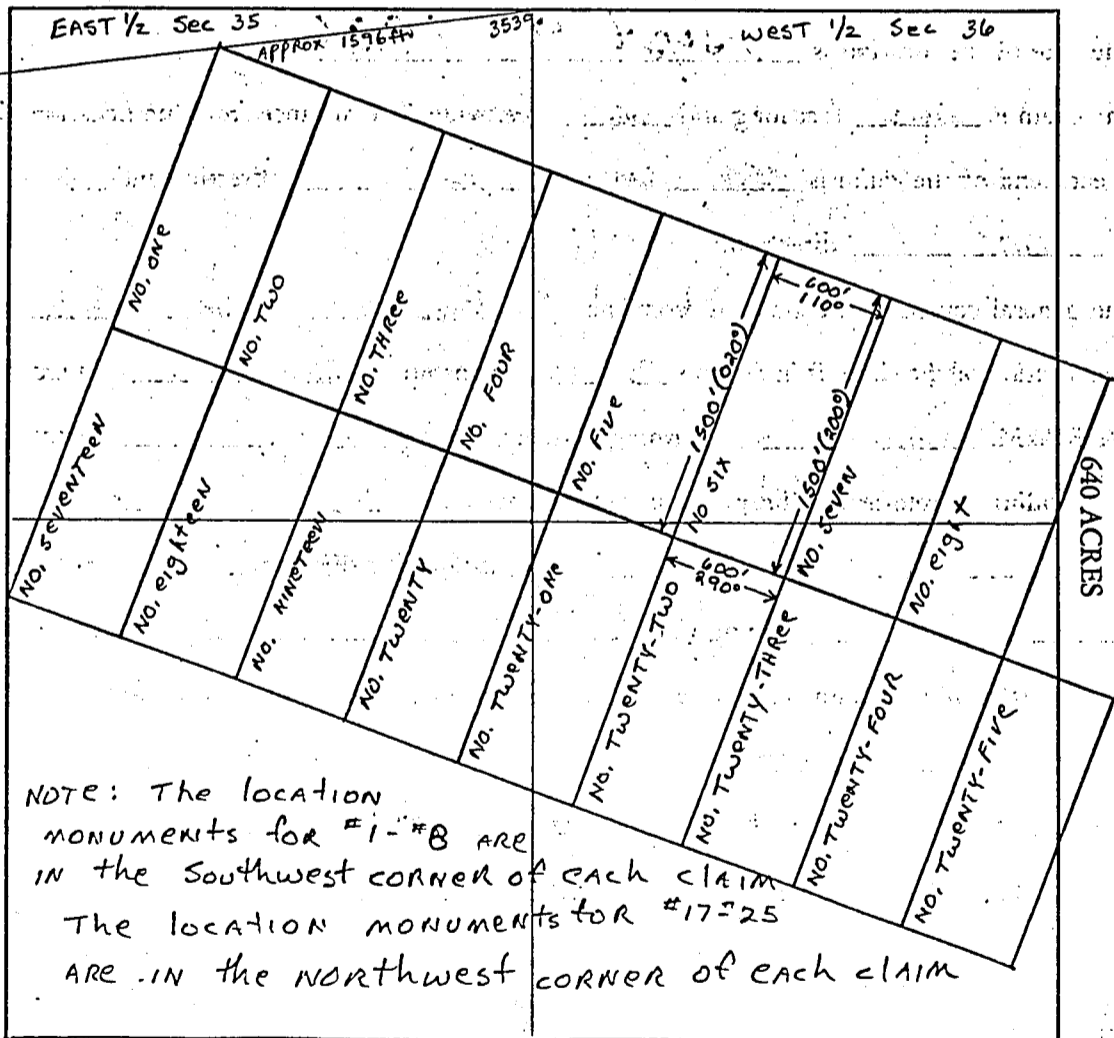 EAST 1/2 Sec 35
3539
WEST 1/2 Sec 36
APPROX 1596 ft
NO. ONE
NO. TWO
NO. THREE
NO. FOUR
NO. FIVE
1500' (020°)
NO SIX
600'
110°
1500' (200°)
NO. SEVEN
NO. eight
640 ACRES
NO. SEVENTEEN
NO. eighteen
NO. NINETEEN
NO. TWENTY
NO. TWENTY-ONE
NO. TWENTY-TWO
600'
290°
NO. TWENTY-THREE
NO. TWENTY-FOUR
NO. TWENTY-FIVE
NOTE: The location
monuments for #1-#8 ARE
IN the Southwest CORNER of each claim
The location monuments for #17-#25
ARE IN the NORTHWEST CORNER of each claim